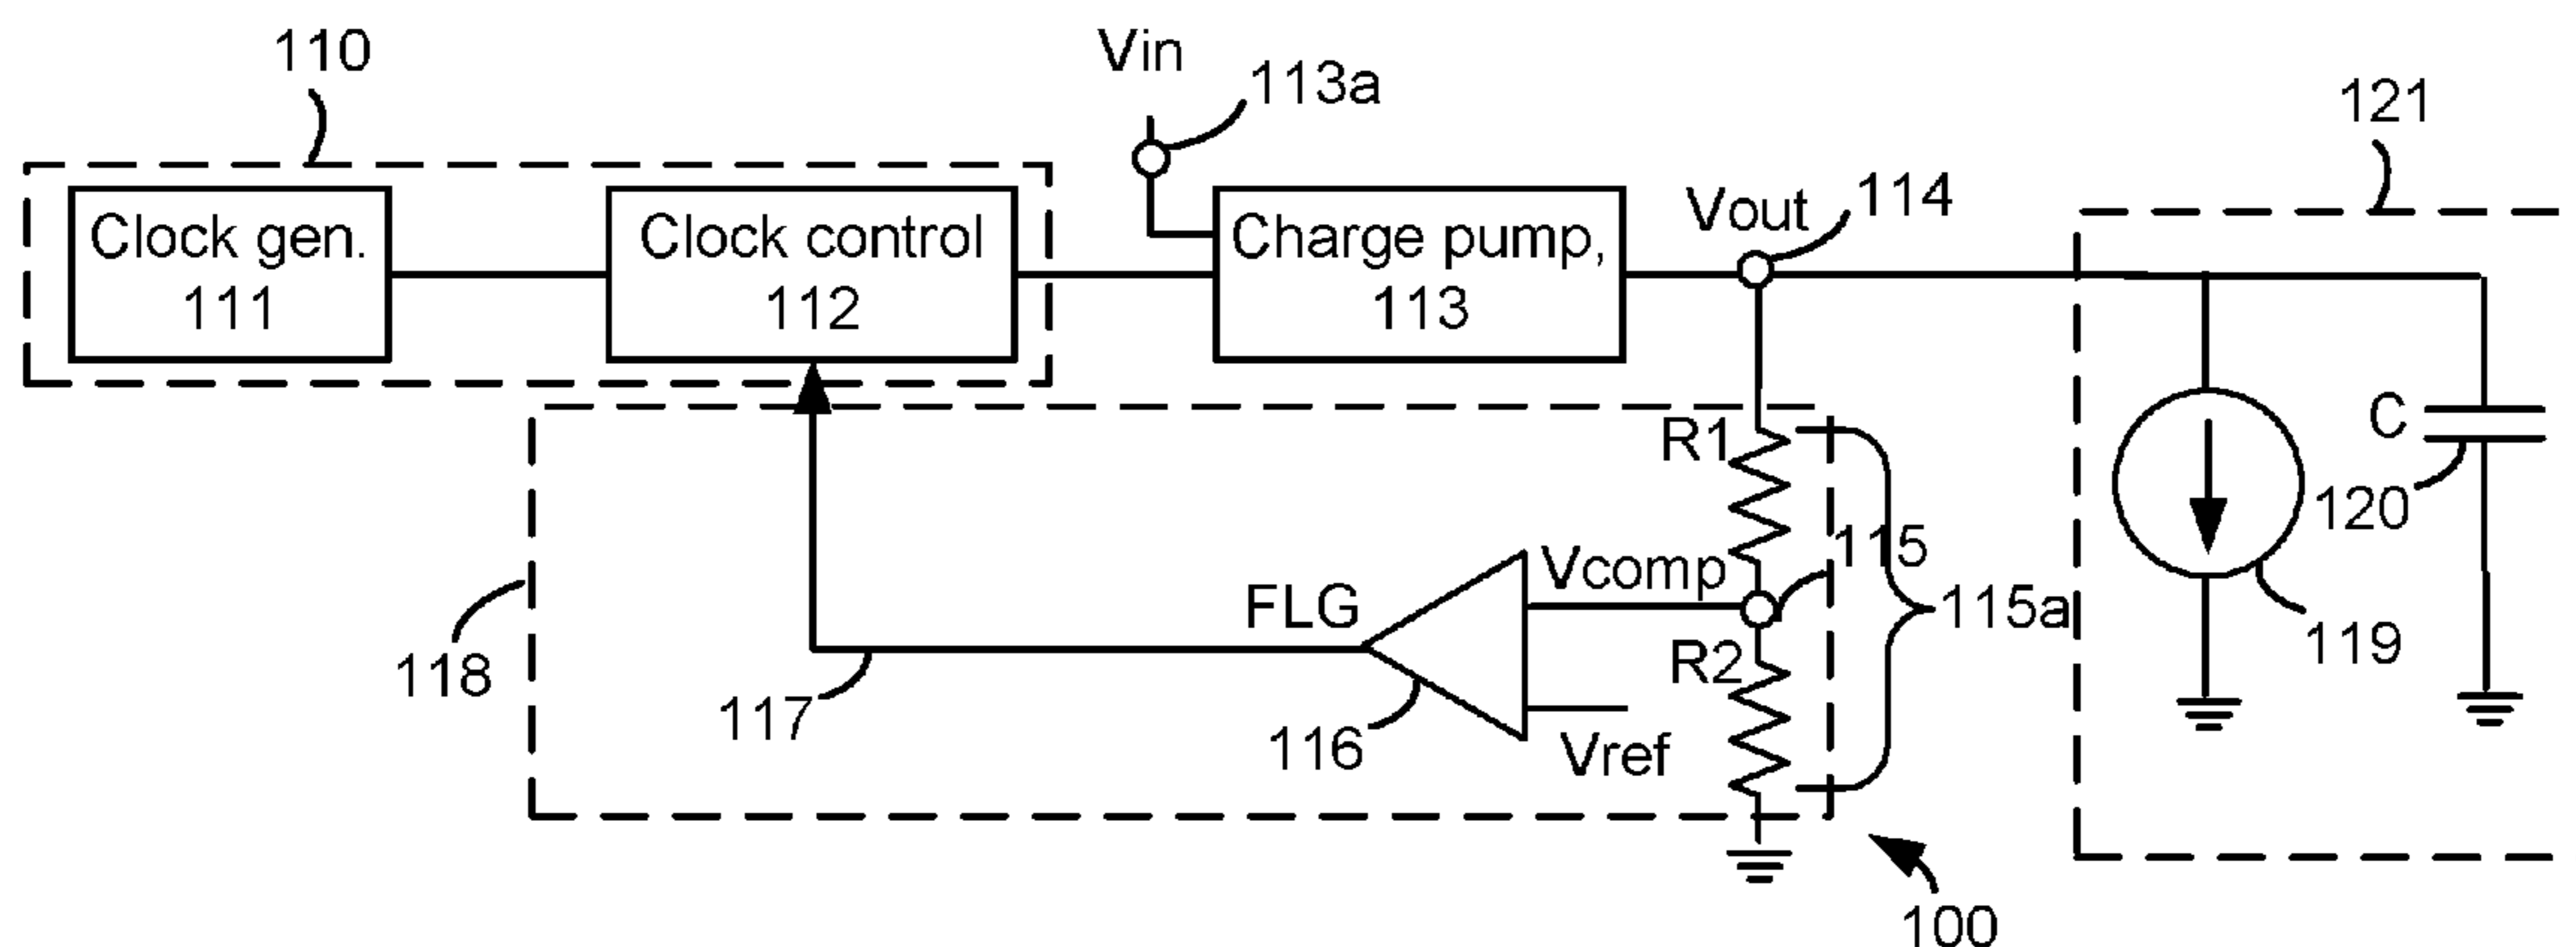 110
Vin
113a
121
Clock gen.
111
Clock control
112
Charge pump,
113
Vout
114
R1
C
120
115
Vcomp
FLG
115a
R2
119
118
117
116
Vref
100